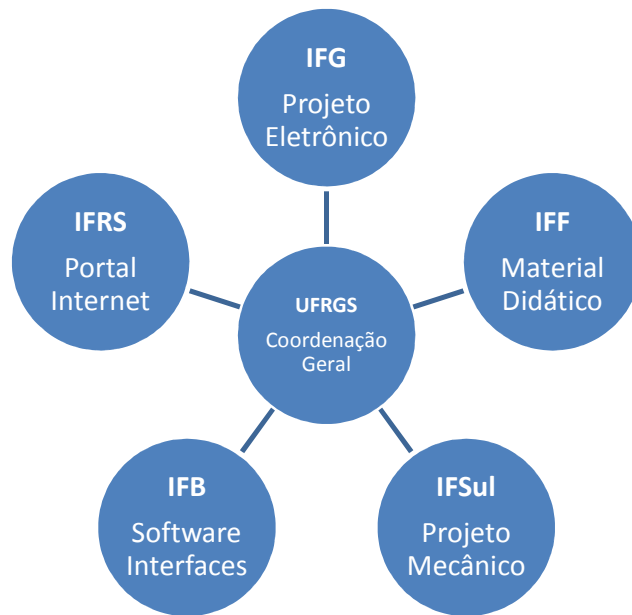 IFG
Projeto
Eletrônico
IFRS
Portal
Internet
IFF
Material
Didático
UFRGS
Coordenação
Geral
IFB
Software
Interfaces
IFSul
Projeto
Mecânico